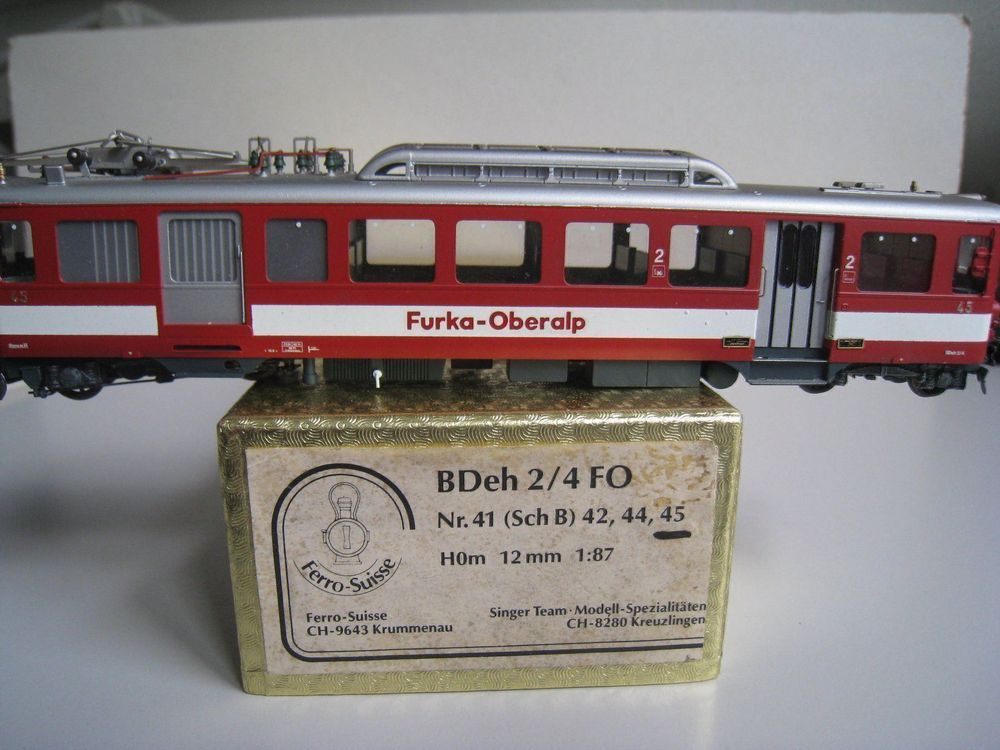 2
2
45
45
Furka-Oberalp
BDeh 2/4 FO
Nr. 41 (Sch B) 42, 44, 45
H0m 12 mm 1:87
Ferro-Suisse
Ferro-Suisse
CH-9643 Krummenau
Singer Team · Modell-Spezialitäten
CH-8280 Kreuzlingen